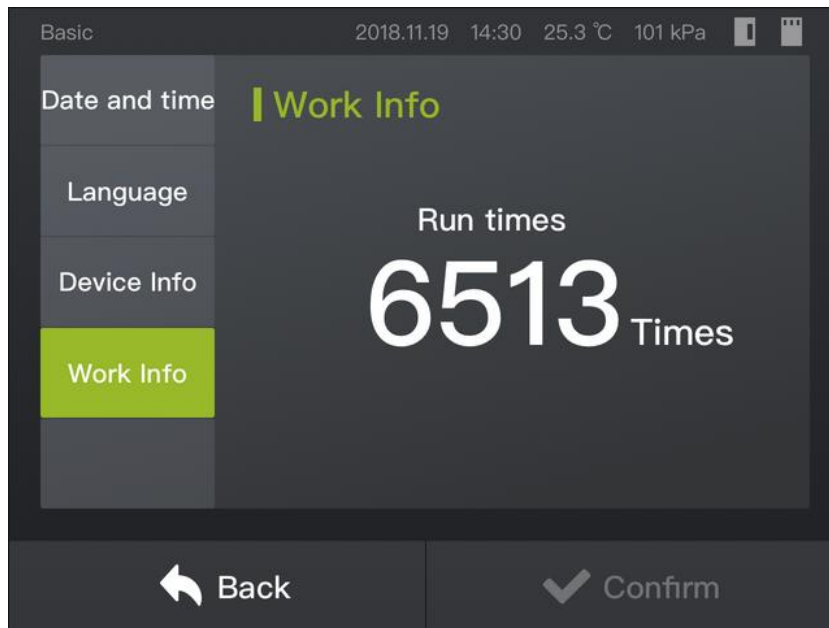 Basic 2018.11.19 14:30 25.3 ℃ 101 kPa
Date and time
Language
Device Info
Work Info
Work Info
Run times
6513 Times
Back
Confirm